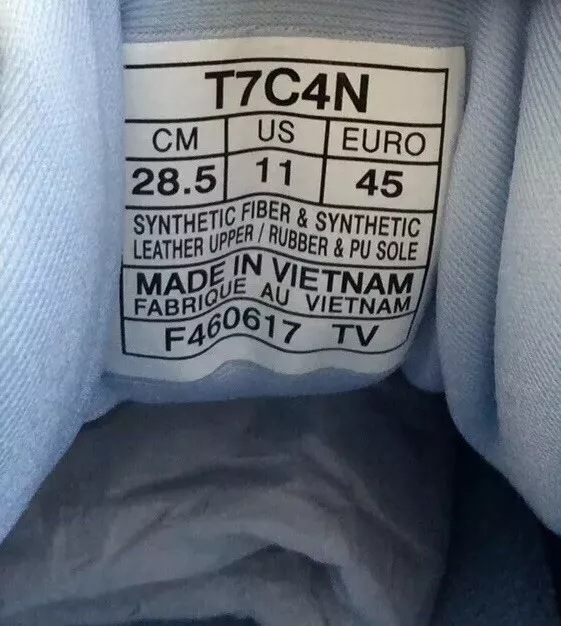 T7C4N
CM US EURO
28.5 11 45
SYNTHETIC FIBER & SYNTHETIC
LEATHER UPPER / RUBBER & PU SOLE
MADE IN VIETNAM
FABRIQUE AU VIETNAM
F460617 TV